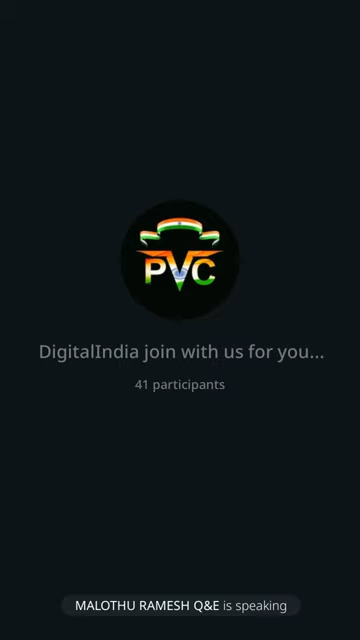 PVC
DigitalIndia join with us for you...
41 participants
MALOTHU RAMESH Q&E is speaking